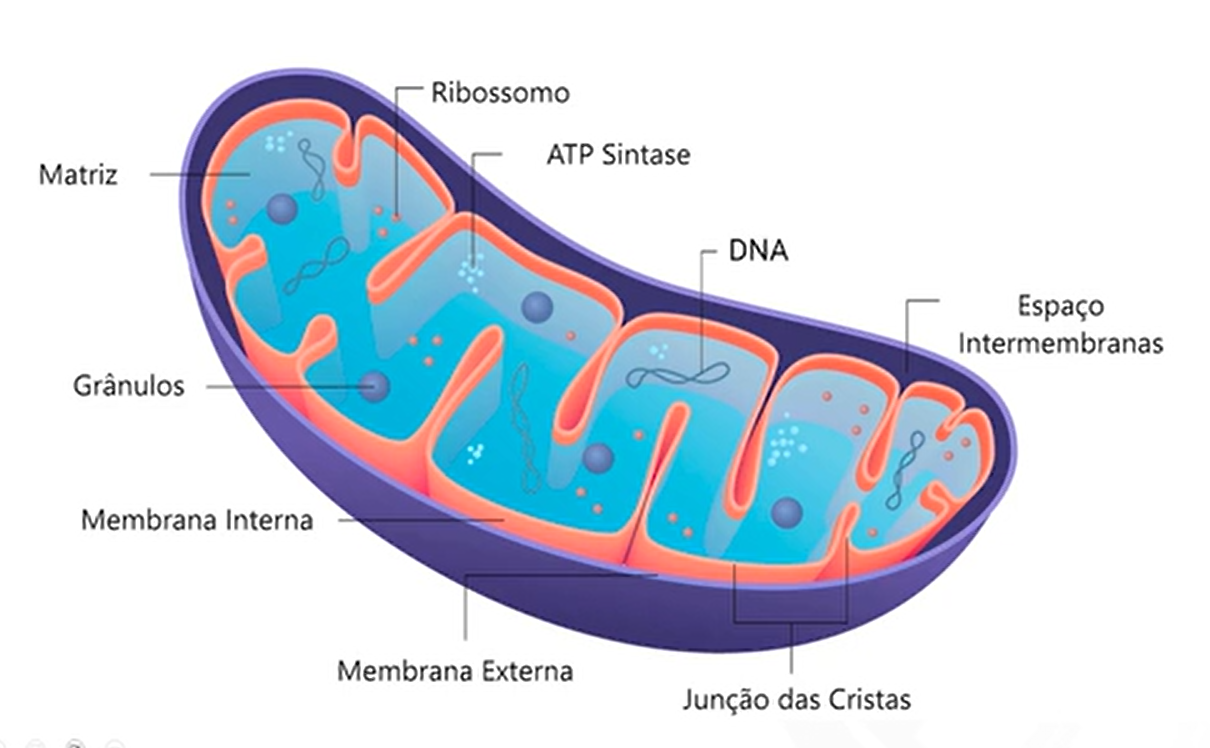 Ribossomo
ATP Sintase
Matriz
DNA
Espaço
Intermembranas
Grânulos
Membrana Interna
Membrana Externa
Junção das Cristas